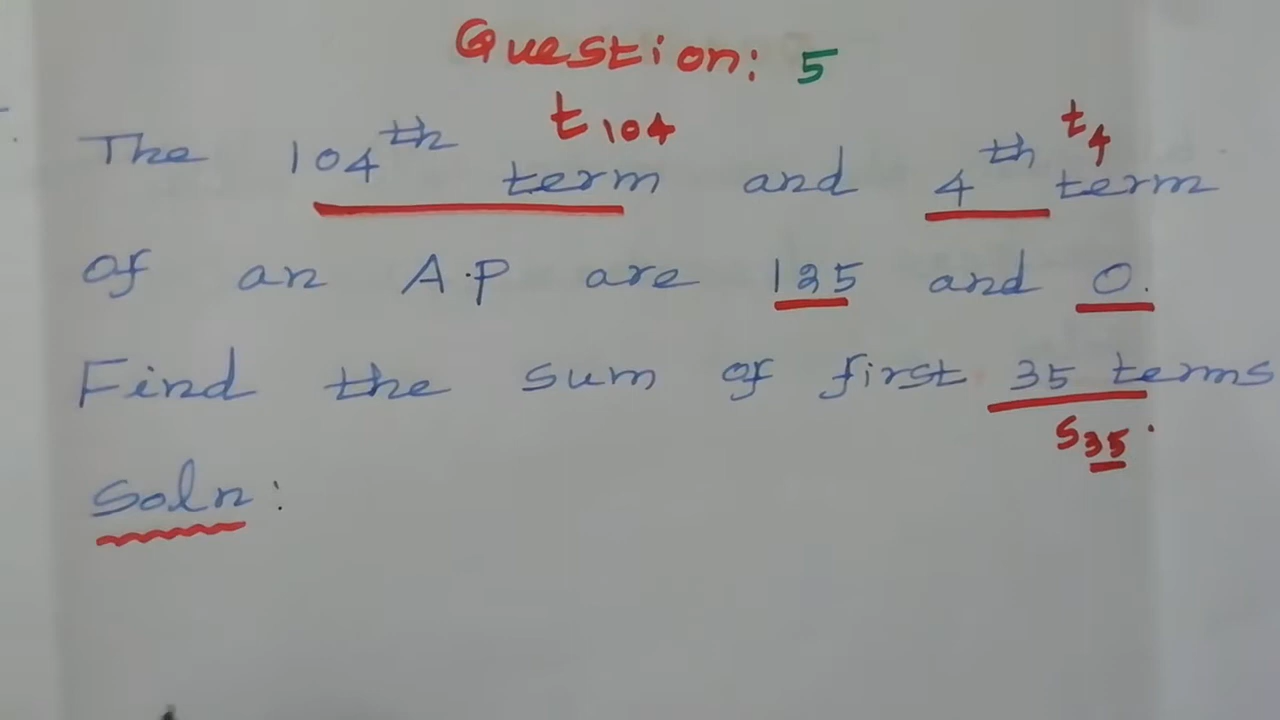 Question: 5
t104 t4
The 104th term and 4th term
of an A.P are 125 and 0.
Find the sum of first 35 terms
S35.
Soln: